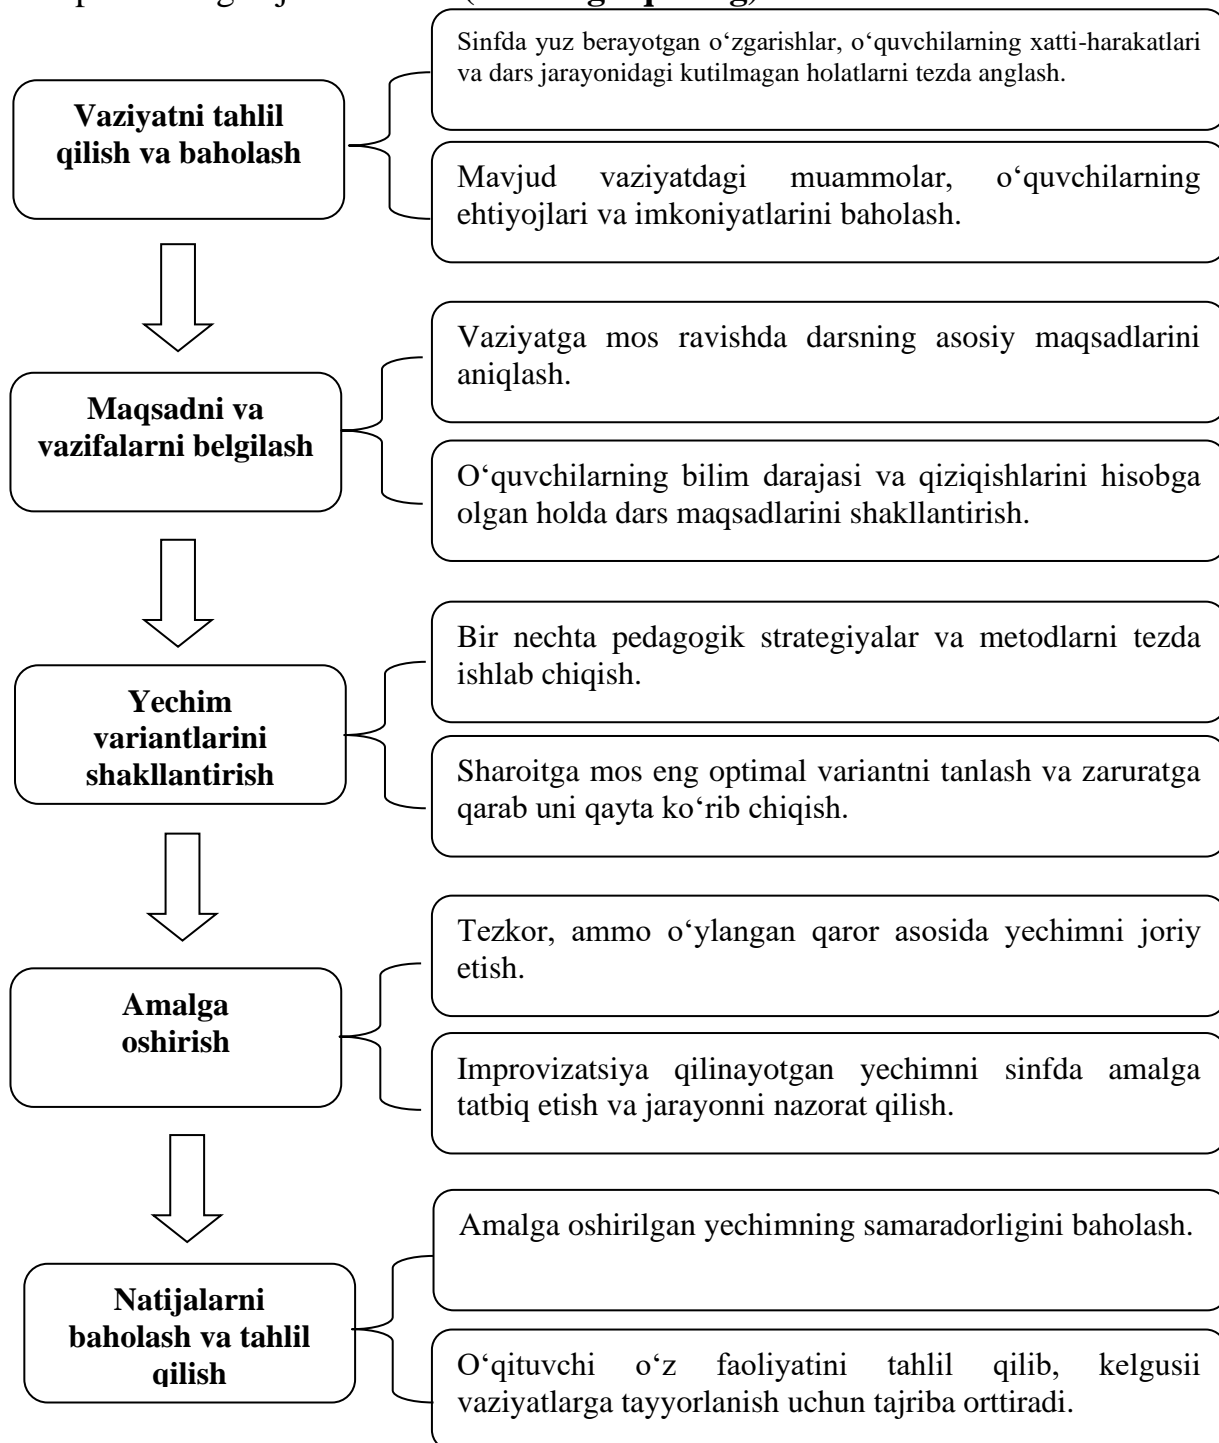 Sinfda yuz berayotgan o‘zgarishlar, o‘quvchilarning xatti-harakatlari
va dars jarayonidagi kutilmagan holatlarni tezda anglash.
Vaziyatni tahlil
qilish va baholash
Mavjud vaziyatdagi muammolar, o‘quvchilarning
ehtiyojlari va imkoniyatlarini baholash.
Vaziyatga mos ravishda darsning asosiy maqsadlarini
aniqlash.
Maqsadni va
vazifalarni belgilash
O‘quvchilarning bilim darajasi va qiziqishlarini hisobga
olgan holda dars maqsadlarini shakllantirish.
Bir nechta pedagogik strategiyalar va metodlarni tezda
ishlab chiqish.
Yechim
variantlarini
shakllantirish
Sharoitga mos eng optimal variantni tanlash va zaruratga
qarab uni qayta ko‘rib chiqish.
Tezkor, ammo o‘ylangan qaror asosida yechimni joriy
etish.
Amalga
oshirish
Improvizatsiya qilinayotgan yechimni sinfda amalga
tatbiq etish va jarayonni nazorat qilish.
Amalga oshirilgan yechimning samaradorligini baholash.
Natijalarni
baholash va tahlil
qilish
O‘qituvchi o‘z faoliyatini tahlil qilib, kelgusii
vaziyatlarga tayyorlanish uchun tajriba orttiradi.